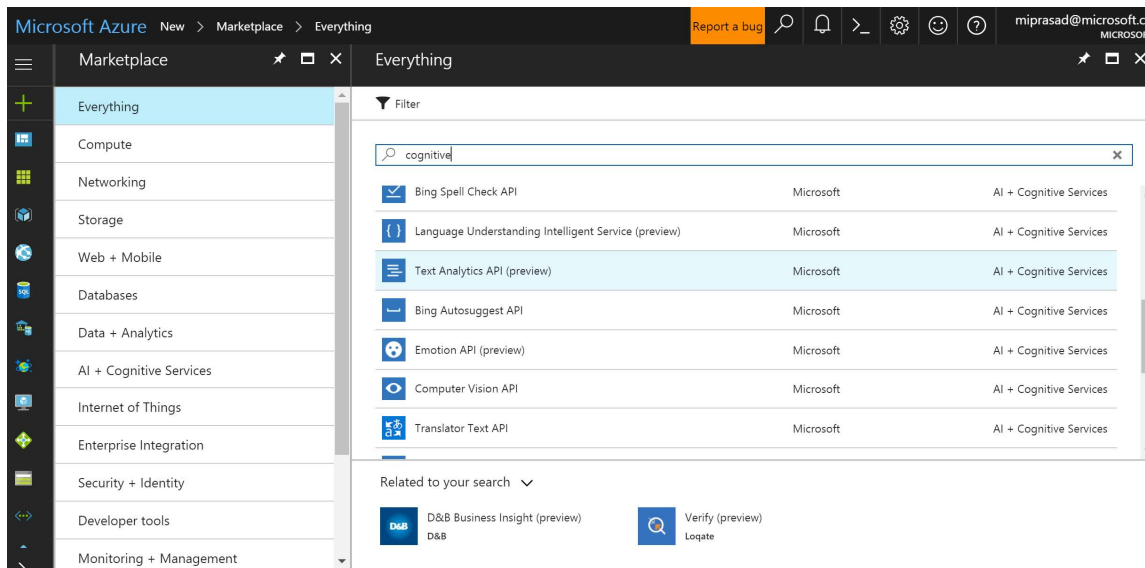 Microsoft Azure New > Marketplace > Everything
Report a bug
>_
?
miprasad@microsoft.c
MICROSOF
Marketplace
Everything
Everything
Compute
Networking
Storage
Web + Mobile
Databases
Data + Analytics
AI + Cognitive Services
Internet of Things
Enterprise Integration
Security + Identity
Developer tools
Monitoring + Management
SQL
Filter
cognitive
Bing Spell Check API Microsoft AI + Cognitive Services
{ } Language Understanding Intelligent Service (preview) Microsoft AI + Cognitive Services
Text Analytics API (preview) Microsoft AI + Cognitive Services
Bing Autosuggest API Microsoft AI + Cognitive Services
Emotion API (preview) Microsoft AI + Cognitive Services
Computer Vision API Microsoft AI + Cognitive Services
aあ Translator Text API Microsoft AI + Cognitive Services
Related to your search
D&B D&B Business Insight (preview)
D&B
Verify (preview)
Loqate